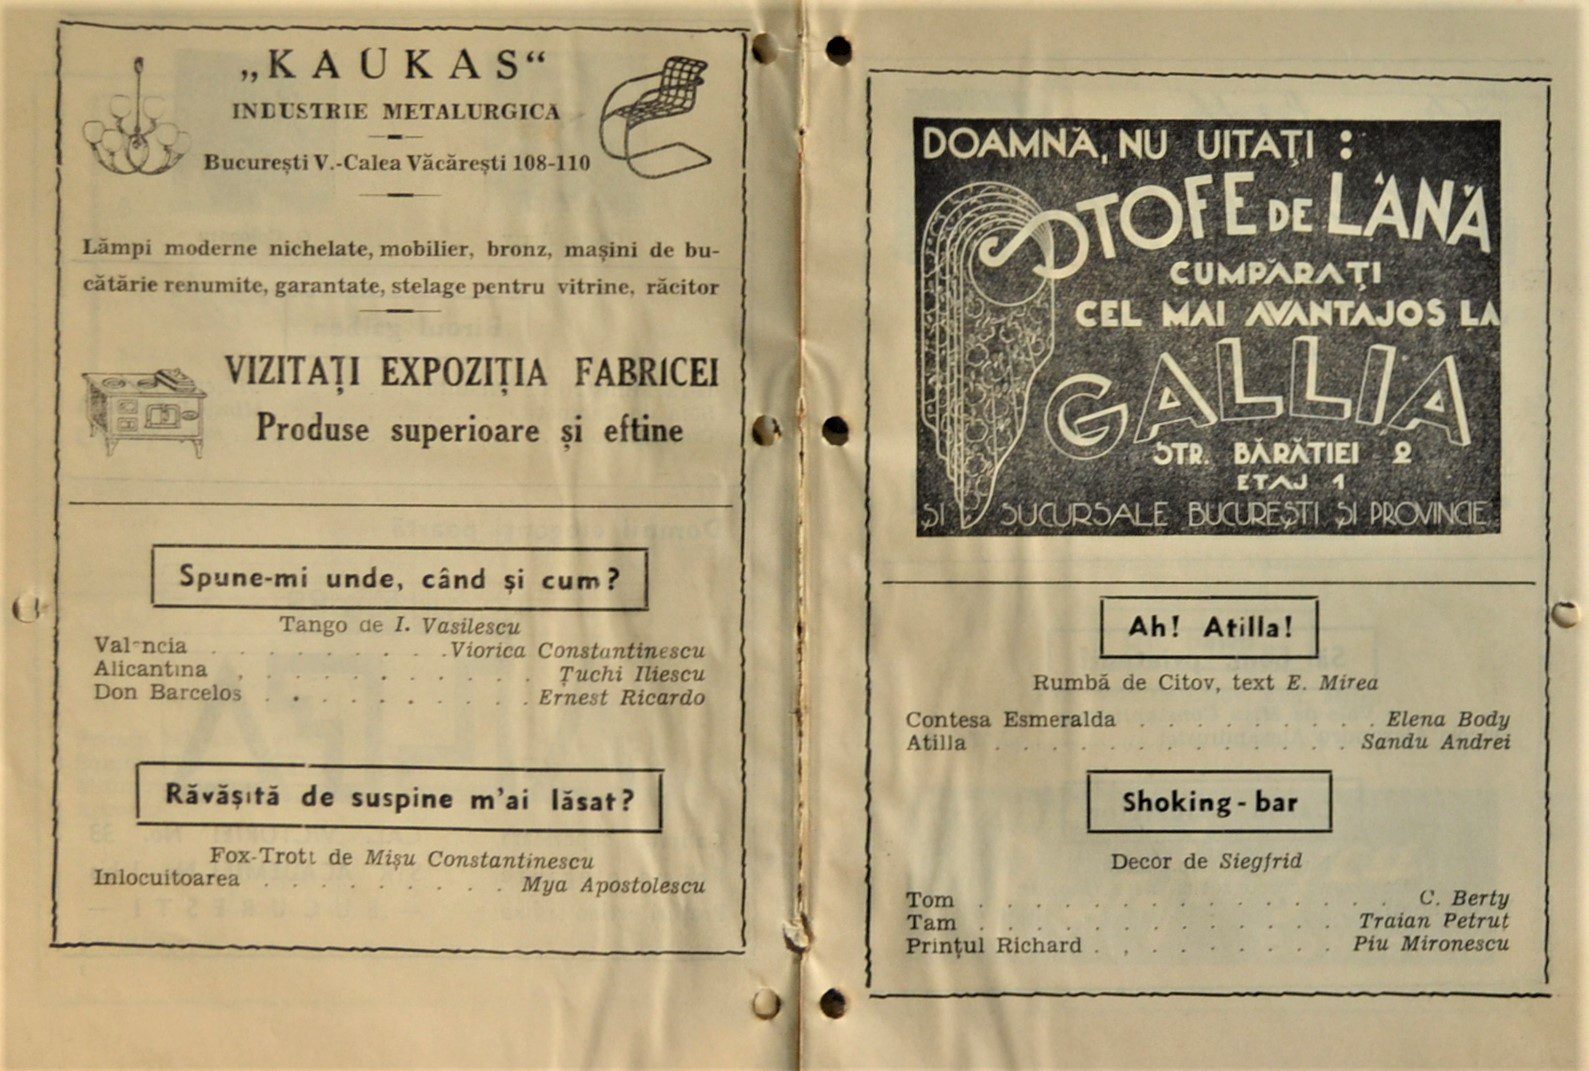 „KAUKAS“
INDUSTRIE METALURGICA
București V.-Calea Văcărești 108-110
Lămpi moderne nichelate, mobilier, bronz, mașini de bu-
cătărie renumite, garantate, stelage pentru vitrine, răcitor
VIZITAȚI EXPOZIȚIA FABRICEI
Produse superioare și eftine
Spune-mi unde, când și cum?
Tango de I. Vasilescu
Valencia . . . . . . . . . Viorica Constantinescu
Alicantina . . . . . . . . . Țuchi Iliescu
Don Barcelos . . . . . . . . . Ernest Ricardo
Răvășită de suspine m'ai lăsat?
Fox-Trott de Mișu Constantinescu
Inlocuitoarea . . . . . . . . . Mya Apostolescu
DOAMNĂ, NU UITAȚI :
STOFE DE LÂNĂ
CUMPĂRAȚI
CEL MAI AVANTAJOS LA
GALLIA
STR. BĂRĂȚIEI 2
ETAJ 1
ȘI SUCURSALE BUCUREȘTI ȘI PROVINCIE
Ah! Atilla!
Rumbă de Citov, text E. Mirea
Contesa Esmeralda . . . . . . . . . Elena Body
Atilla . . . . . . . . . . . . Sandu Andrei
Shoking-bar
Decor de Siegfrid
Tom . . . . . . . . . . . . . . C. Berty
Tam . . . . . . . . . . . . Traian Petruț
Prințul Richard . . . . . . . . . Piu Mironescu